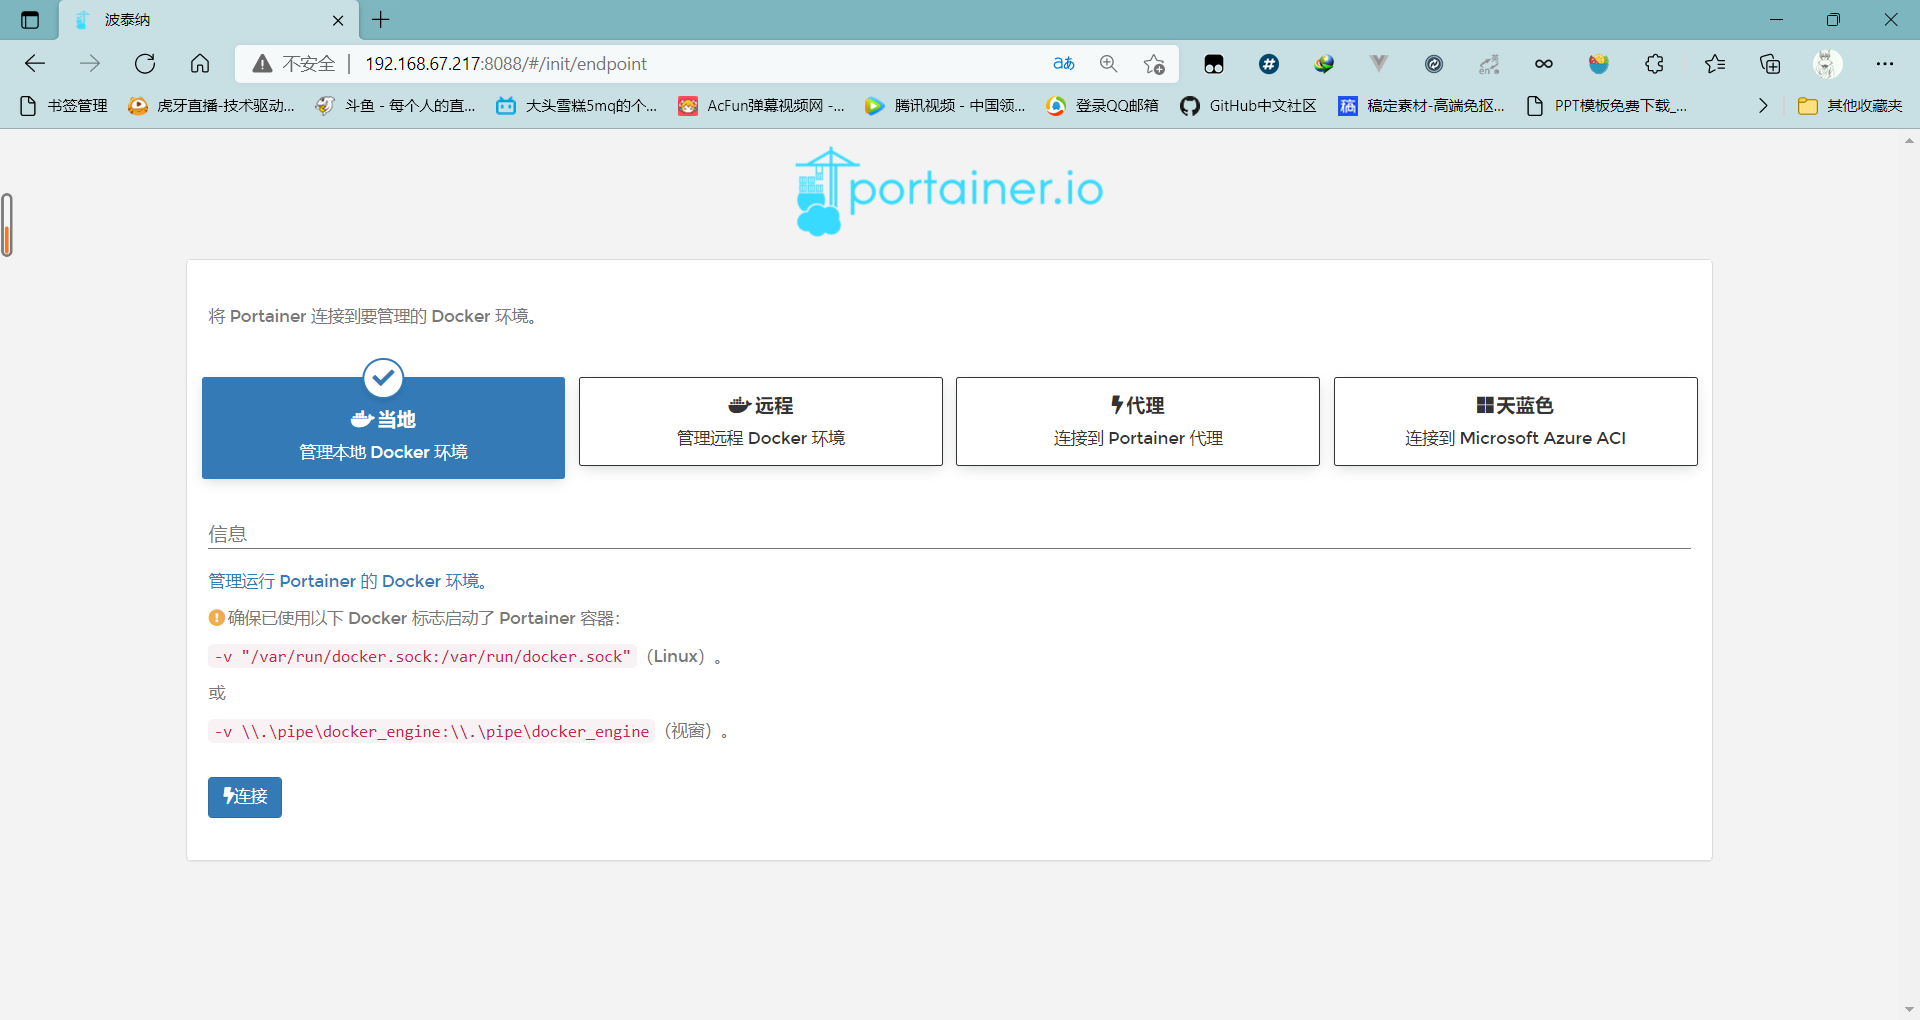 波泰纳
不安全
192.168.67.217:8088/#/init/endpoint
aあ
书签管理
虎牙直播-技术驱动...
斗鱼 - 每个人的直...
大头雪糕5mq的个...
AcFun弹幕视频网 -...
腾讯视频 - 中国领...
登录QQ邮箱
GitHub中文社区
稿定素材-高端免抠...
PPT模板免费下载_...
其他收藏夹
portainer.io
将 Portainer 连接到要管理的 Docker 环境。
当地
管理本地 Docker 环境
远程
管理远程 Docker 环境
代理
连接到 Portainer 代理
天蓝色
连接到 Microsoft Azure ACI
信息
管理运行 Portainer 的 Docker 环境。
确保已使用以下 Docker 标志启动了 Portainer 容器：
-v "/var/run/docker.sock:/var/run/docker.sock"（Linux）。
或
-v \\.\pipe\docker_engine:\\.\pipe\docker_engine（视窗）。
连接